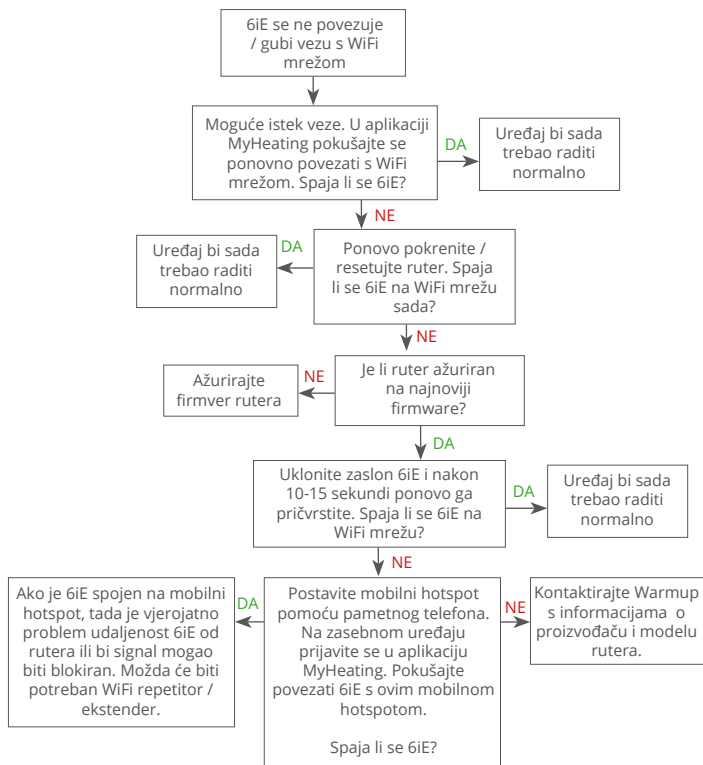 6iE se ne povezuje
/ gubi vezu s WiFi
mrežom
Moguće istek veze. U aplikaciji
MyHeating pokušajte se
ponovno povezati s WiFi
mrežom. Spaja li se 6iE?
DA
Uređaj bi sada
trebao raditi
normalno
NE
Ponovo pokrenite /
resetujte ruter. Spaja
li se 6iE na WiFi mrežu
sada?
DA
Uređaj bi sada
trebao raditi
normalno
NE
Je li ruter ažuriran
na najnoviji
firmware?
NE
Ažurirajte
firmver rutera
DA
Uklonite zaslon 6iE i nakon
10-15 sekundi ponovo ga
pričvrstite. Spaja li se 6iE na
WiFi mrežu?
DA
Uređaj bi sada
trebao raditi
normalno
NE
Postavite mobilni hotspot
pomoću pametnog telefona.
Na zasebnom uređaju
prijavite se u aplikaciju
MyHeating. Pokušajte
povezati 6iE s ovim mobilnom
hotspotom.
Spaja li se 6iE?
DA
Ako je 6iE spojen na mobilni
hotspot, tada je vjerojatno
problem udaljenost 6iE od
rutera ili bi signal mogao
biti blokiran. Možda će biti
potreban WiFi repetitor /
ekstender.
NE
Kontaktirajte Warmup
s informacijama o
proizvođaču i modelu
rutera.